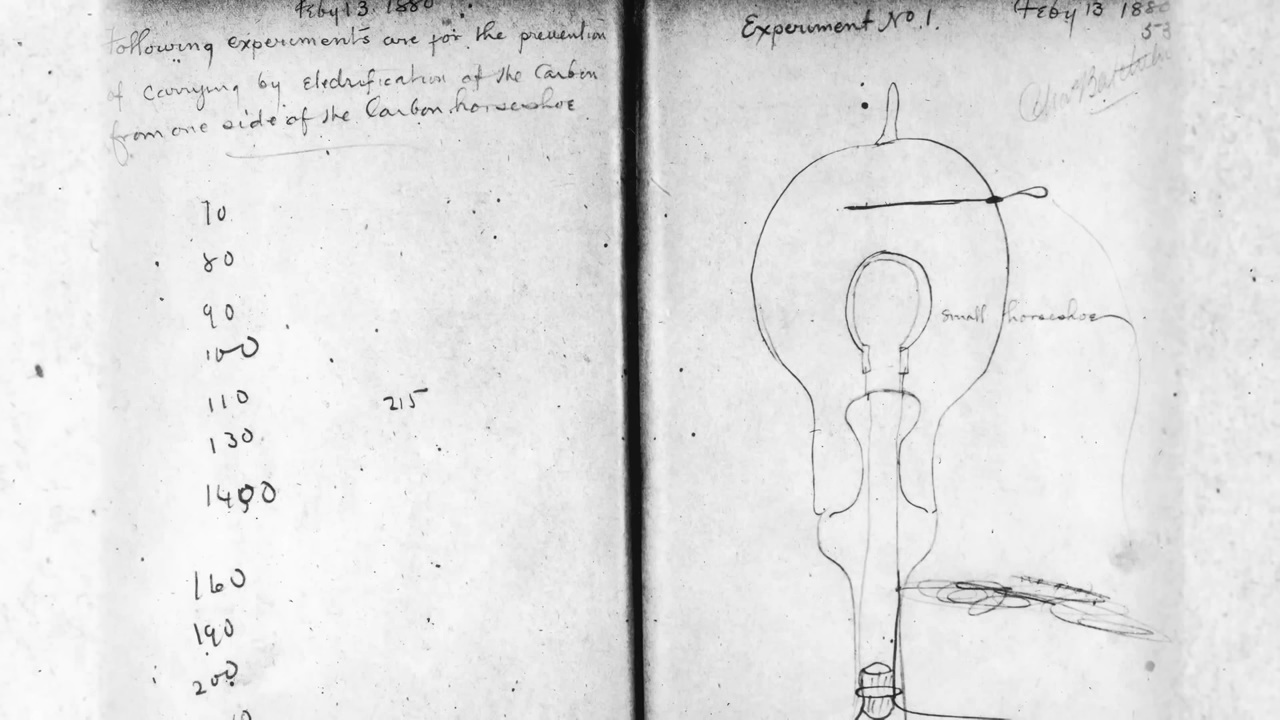 Feby 13 1880
Following experiments are for the prevention
of carrying by electrification of the Carbon
from one side of the Carbon horseshoe
70
80
90
100
110 215
130
1400
160
190
200
Experiment No. 1. Feby 13 1880
53
small horseshoe